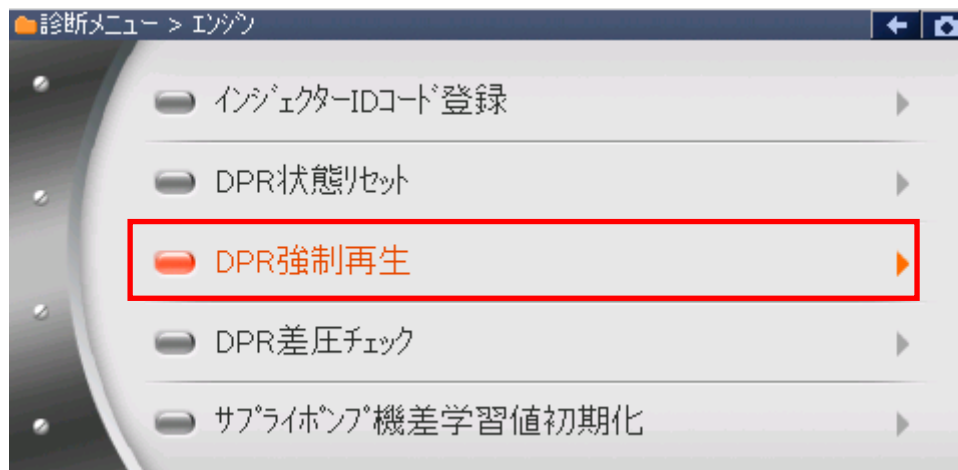 診断メニュー > エンジン
インジェクターIDコード登録
DPR状態リセット
DPR強制再生
DPR差圧チェック
サプライポンプ機差学習値初期化